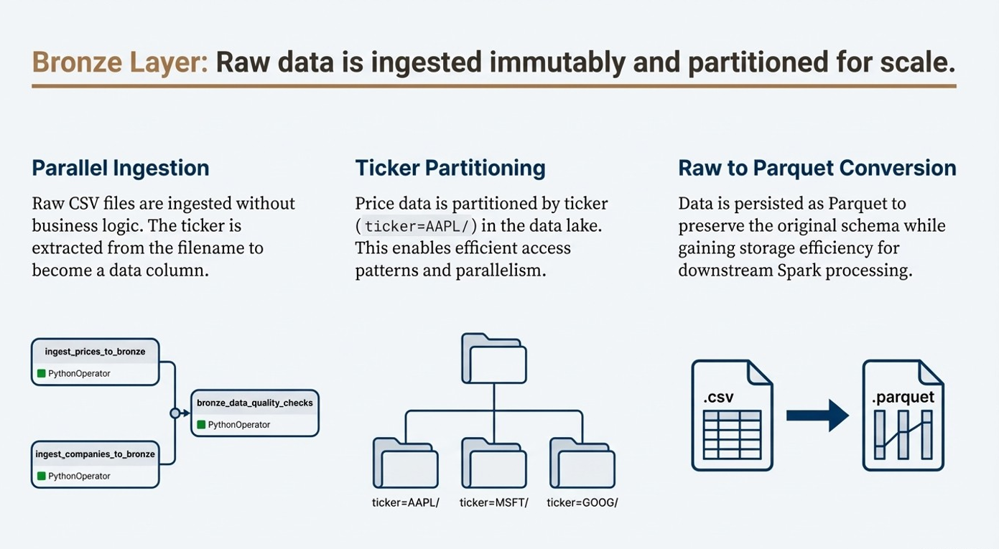 Bronze Layer: Raw data is ingested immutably and partitioned for scale.
Parallel Ingestion
Raw CSV files are ingested without
business logic. The ticker is
extracted from the filename to
become a data column.
ingest_prices_to_bronze
PythonOperator
bronze_data_quality_checks
PythonOperator
ingest_companies_to_bronze
PythonOperator
Ticker Partitioning
Price data is partitioned by ticker
(ticker=AAPL/) in the data lake.
This enables efficient access
patterns and parallelism.
ticker=AAPL/
ticker=MSFT/
ticker=GOOG/
Raw to Parquet Conversion
Data is persisted as Parquet to
preserve the original schema while
gaining storage efficiency for
downstream Spark processing.
.csv
.parquet